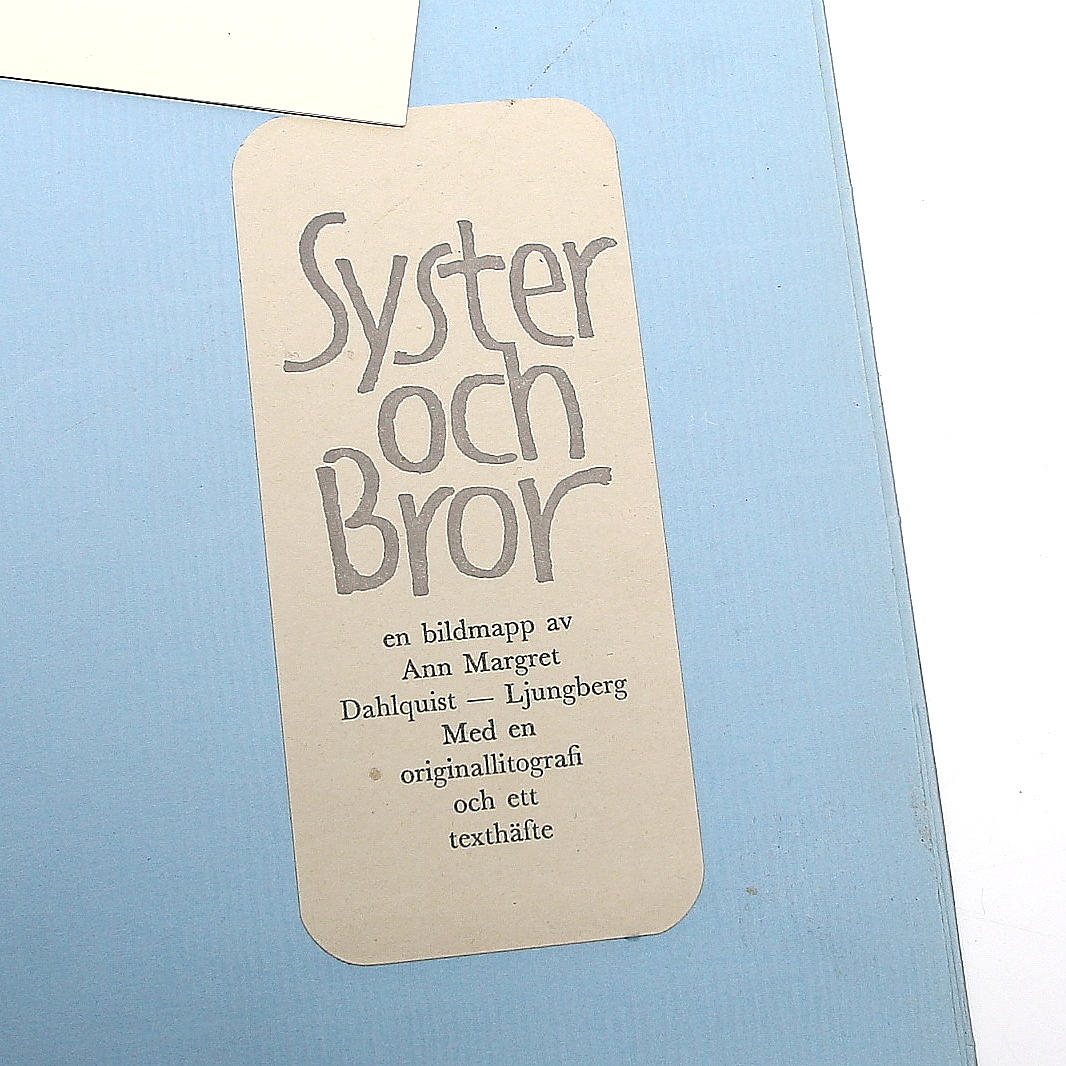 Syster
och
Bror
en bildmapp av
Ann Margret
Dahlquist — Ljungberg
Med en
originallitografi
och ett
texthäfte